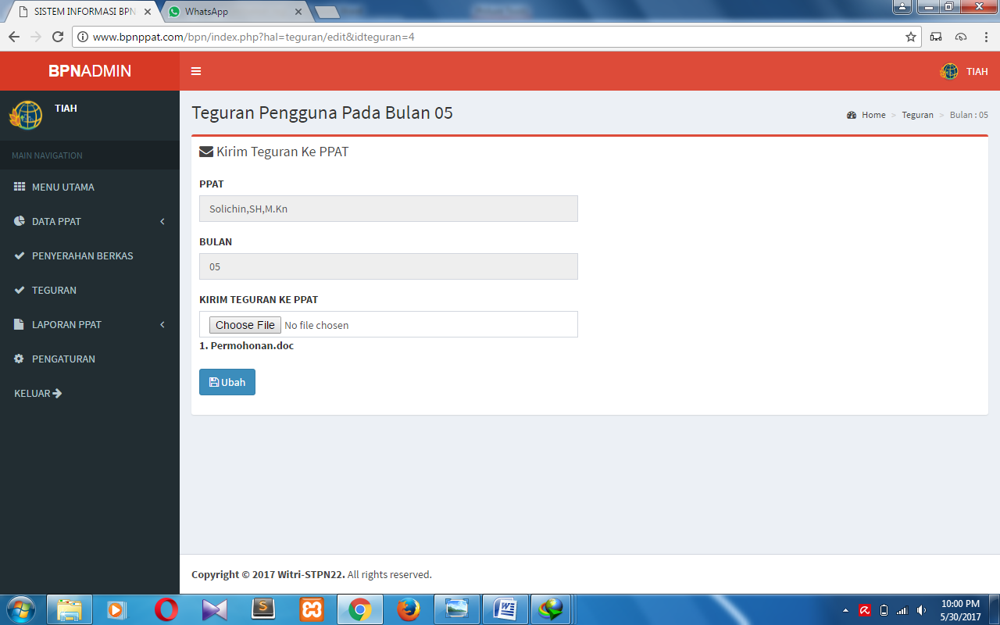 SISTEM INFORMASI BPN
WhatsApp
www.bpnppat.com/bpn/index.php?hal=teguran/edit&idteguran=4
BPNADMIN
TIAH
TIAH
Teguran Pengguna Pada Bulan 05
Home > Teguran > Bulan : 05
MAIN NAVIGATION
MENU UTAMA
DATA PPAT
PENYERAHAN BERKAS
TEGURAN
LAPORAN PPAT
PENGATURAN
KELUAR
Kirim Teguran Ke PPAT
PPAT
Solichin,SH,M.Kn
BULAN
05
KIRIM TEGURAN KE PPAT
Choose File No file chosen
1. Permohonan.doc
Ubah
Copyright © 2017 Witri-STPN22. All rights reserved.
10:00 PM
5/30/2017